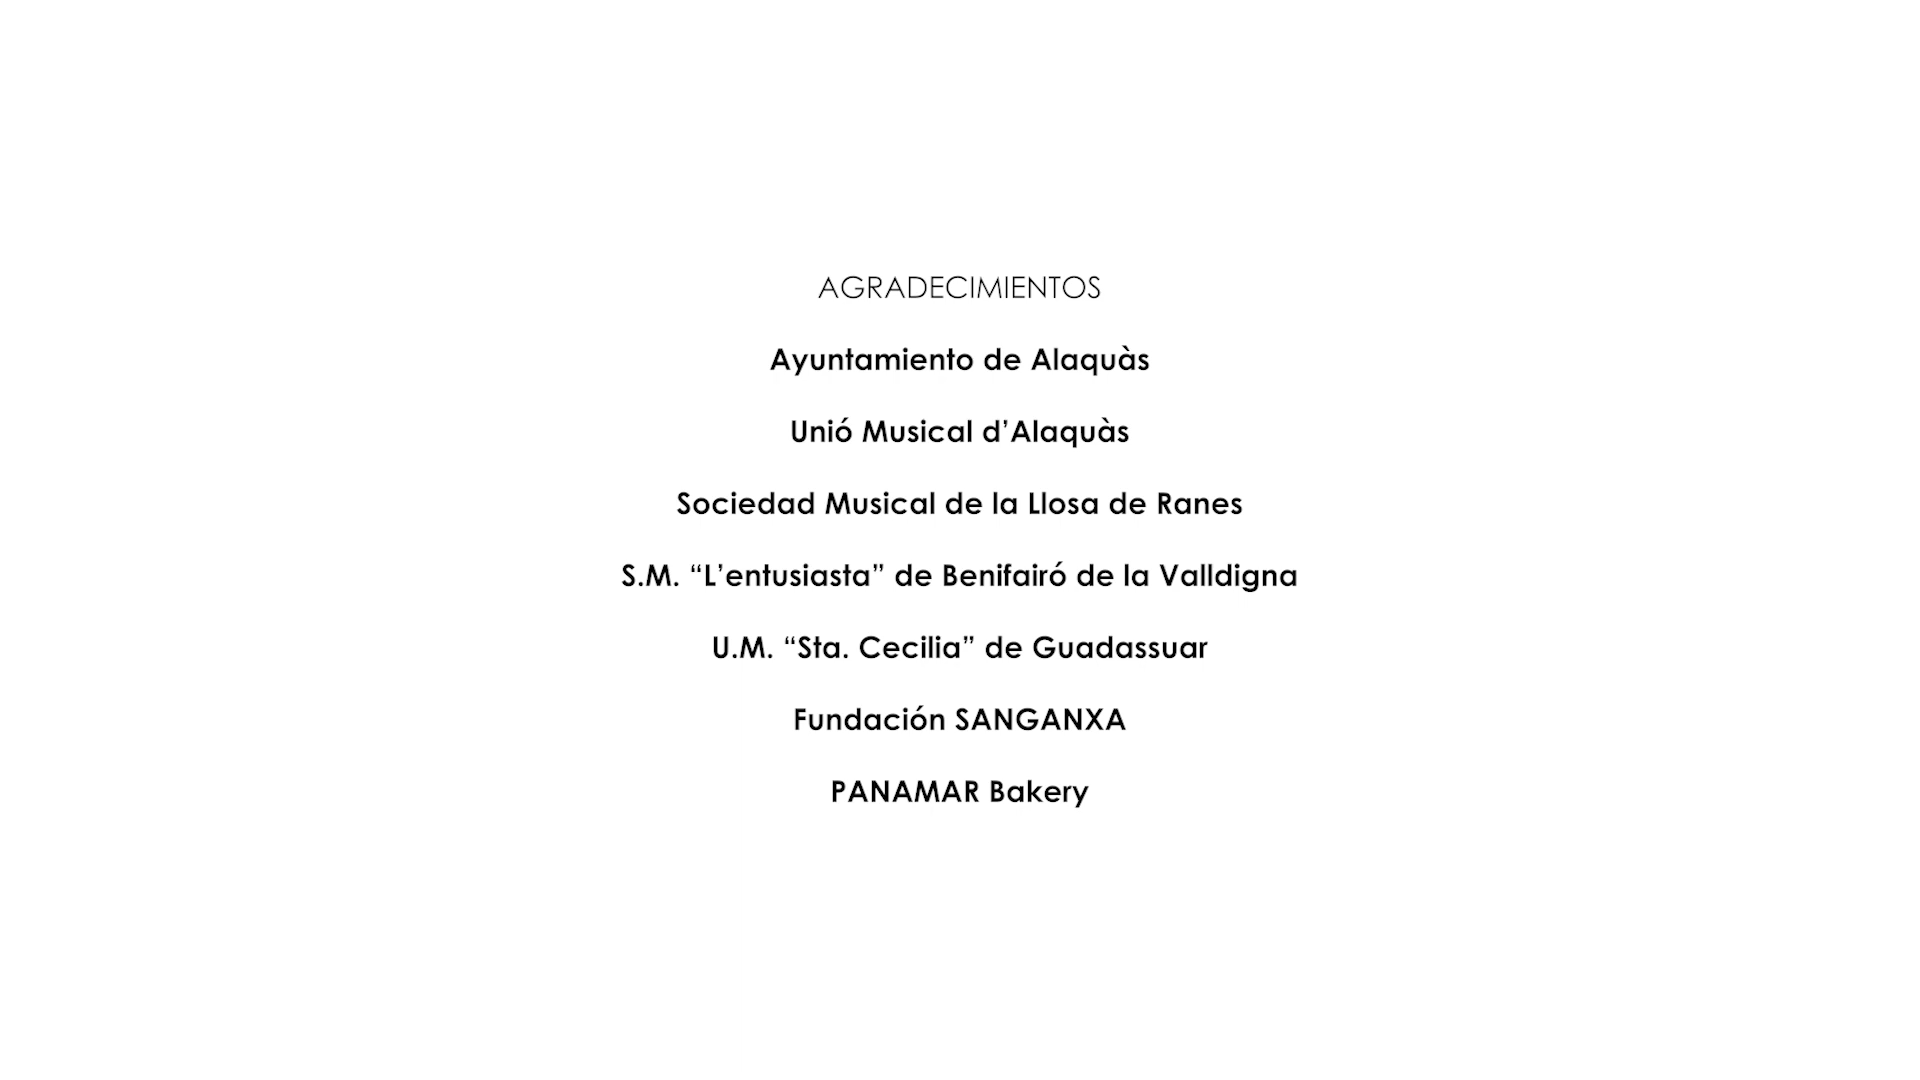 AGRADECIMIENTOS
Ayuntamiento de Alaquàs
Unió Musical d’Alaquàs
Sociedad Musical de la Llosa de Ranes
S.M. “L’entusiasta” de Benifairó de la Valldigna
U.M. “Sta. Cecilia” de Guadassuar
Fundación SANGANXA
PANAMAR Bakery